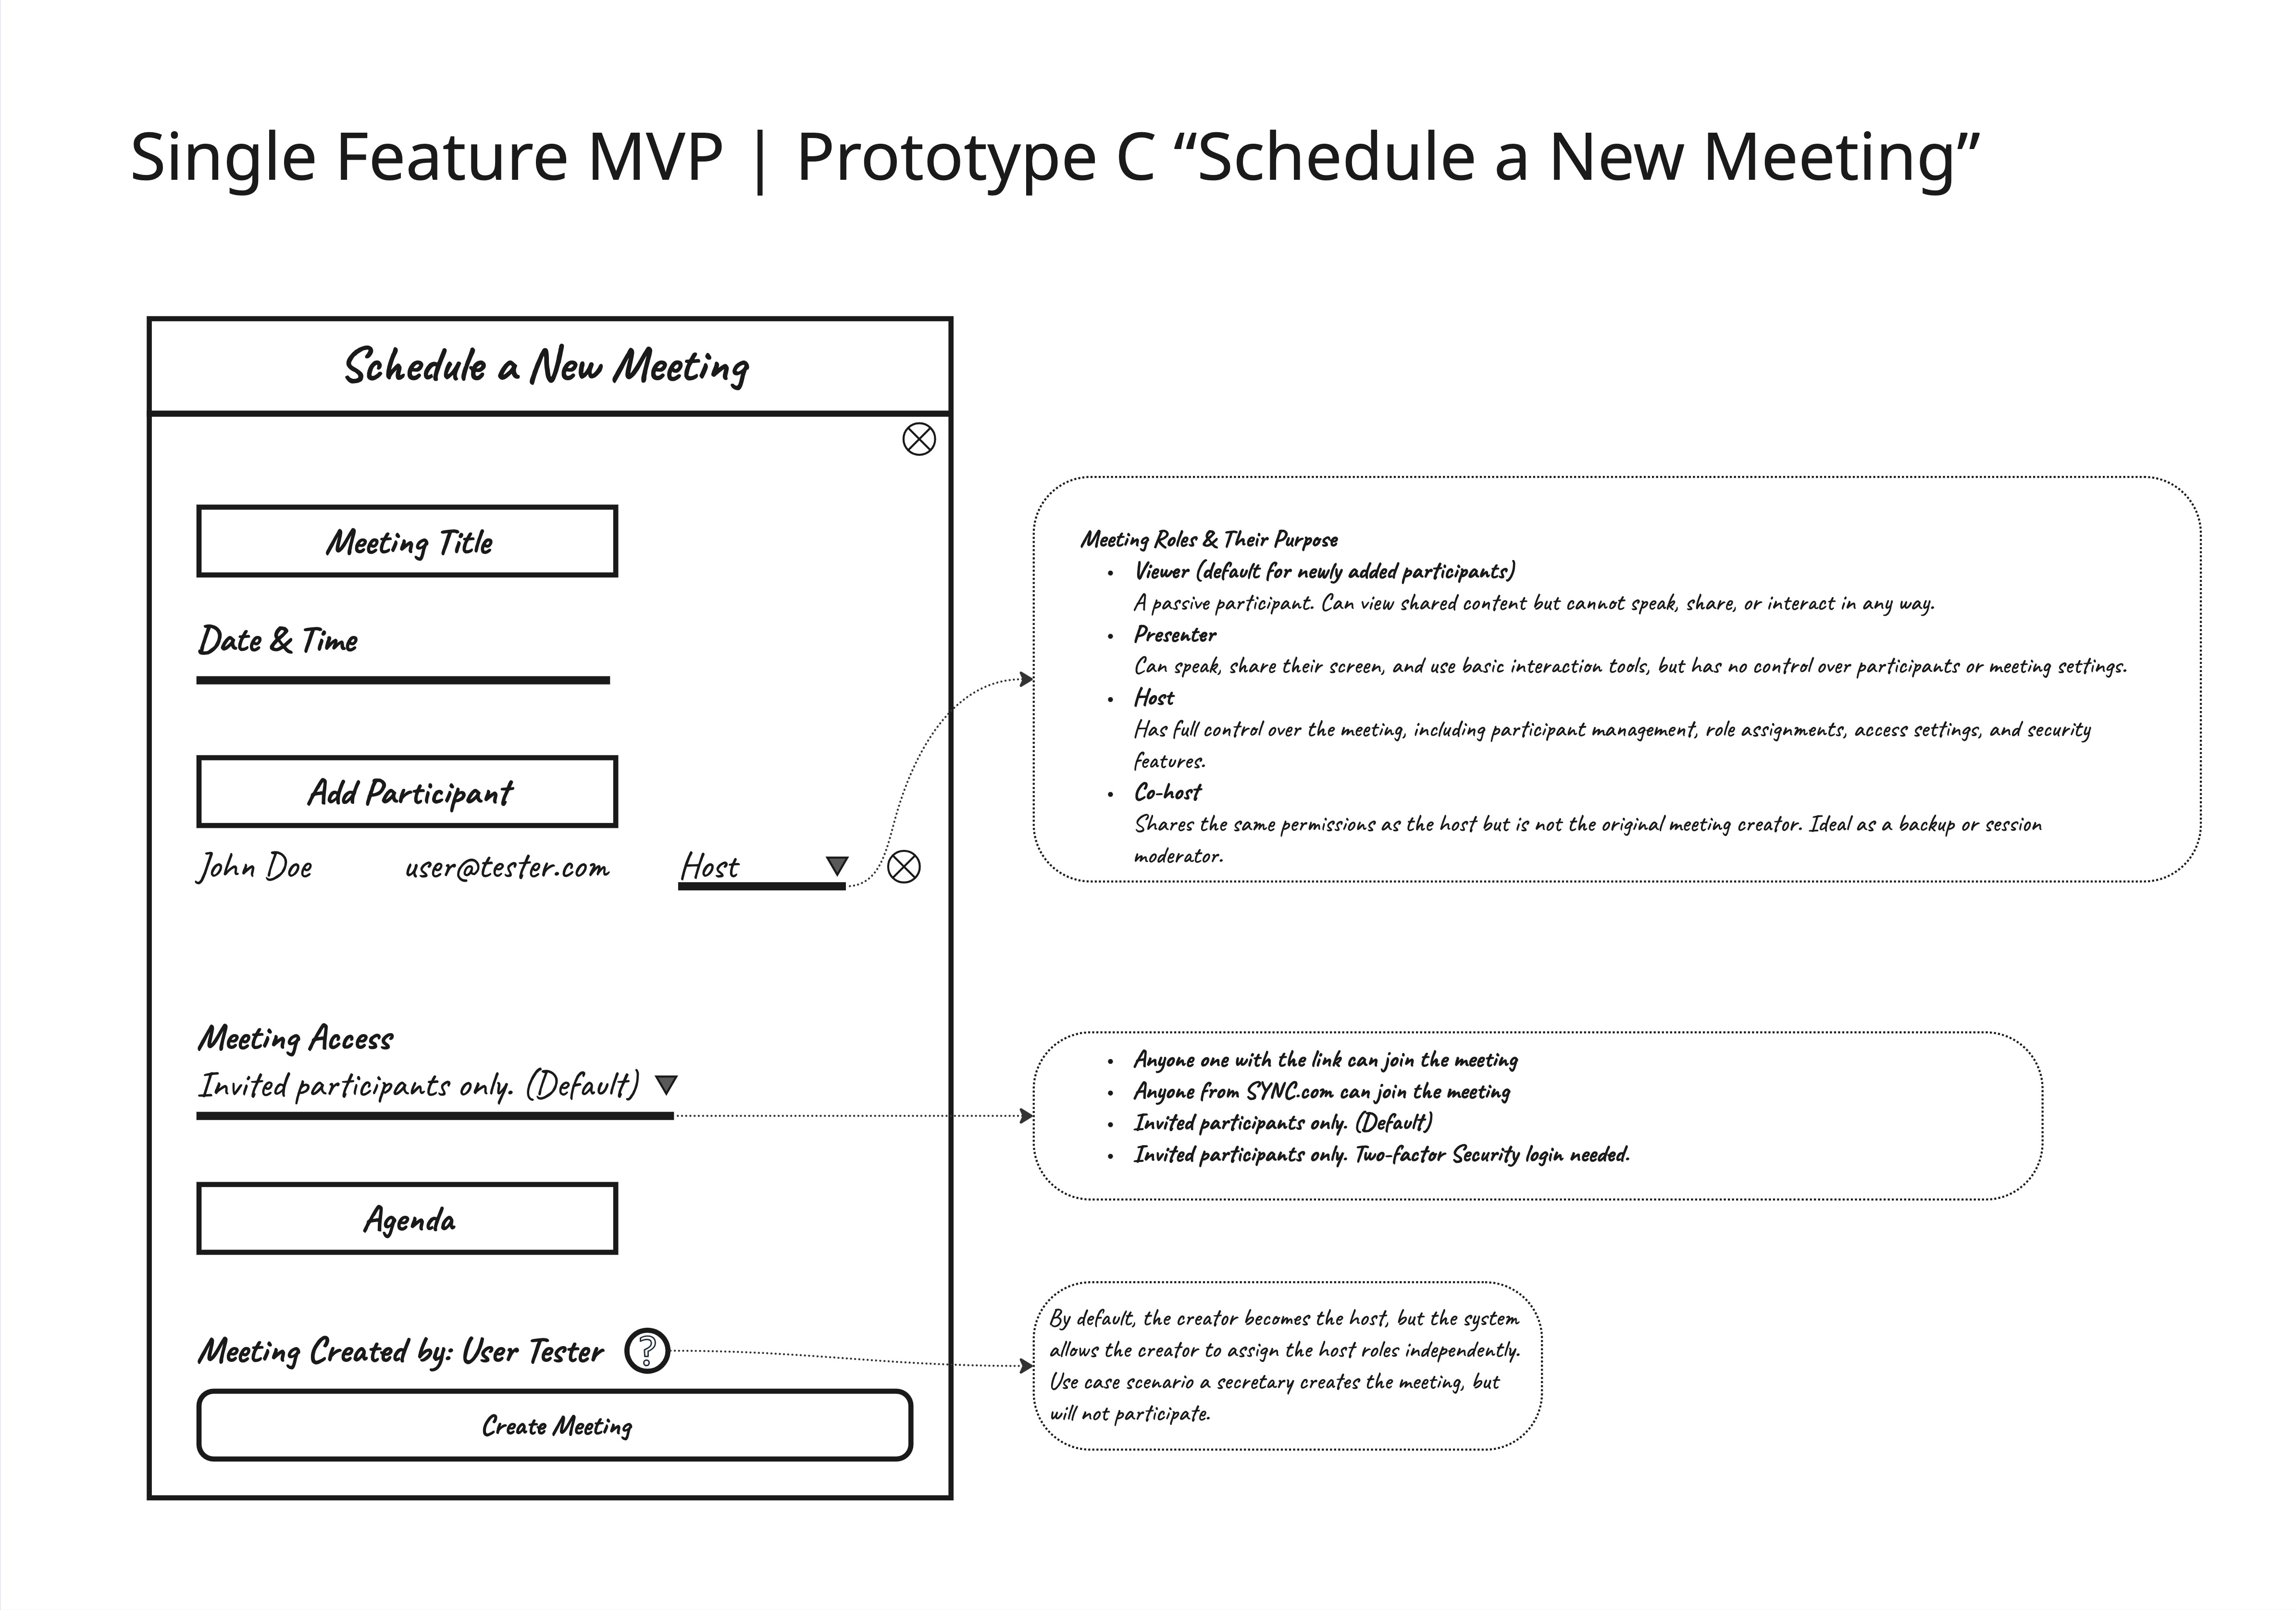 Single Feature MVP | Prototype C “Schedule a New Meeting”
Schedule a New Meeting
Meeting Title
Date & Time
Add Participant
John Doe user@tester.com Host
Meeting Access
Invited participants only. (Default)
Agenda
Meeting Created by: User Tester ?
Create Meeting
Meeting Roles & Their Purpose
• Viewer (default for newly added participants)
A passive participant. Can view shared content but cannot speak, share, or interact in any way.
• Presenter
Can speak, share their screen, and use basic interaction tools, but has no control over participants or meeting settings.
• Host
Has full control over the meeting, including participant management, role assignments, access settings, and security
features.
• Co-host
Shares the same permissions as the host but is not the original meeting creator. Ideal as a backup or session
moderator.
• Anyone one with the link can join the meeting
• Anyone from SYNC.com can join the meeting
• Invited participants only. (Default)
• Invited participants only. Two-factor Security login needed.
By default, the creator becomes the host, but the system
allows the creator to assign the host roles independently.
Use case scenario a secretary creates the meeting, but
will not participate.